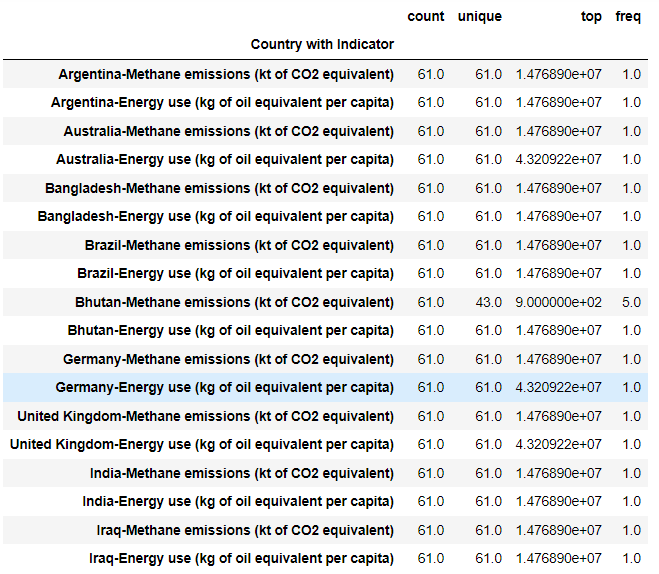 count unique top freq
Country with Indicator
Argentina-Methane emissions (kt of CO2 equivalent) 61.0 61.0 1.476890e+07 1.0
Argentina-Energy use (kg of oil equivalent per capita) 61.0 61.0 1.476890e+07 1.0
Australia-Methane emissions (kt of CO2 equivalent) 61.0 61.0 1.476890e+07 1.0
Australia-Energy use (kg of oil equivalent per capita) 61.0 61.0 4.320922e+07 1.0
Bangladesh-Methane emissions (kt of CO2 equivalent) 61.0 61.0 1.476890e+07 1.0
Bangladesh-Energy use (kg of oil equivalent per capita) 61.0 61.0 1.476890e+07 1.0
Brazil-Methane emissions (kt of CO2 equivalent) 61.0 61.0 1.476890e+07 1.0
Brazil-Energy use (kg of oil equivalent per capita) 61.0 61.0 1.476890e+07 1.0
Bhutan-Methane emissions (kt of CO2 equivalent) 61.0 43.0 9.000000e+02 5.0
Bhutan-Energy use (kg of oil equivalent per capita) 61.0 61.0 1.476890e+07 1.0
Germany-Methane emissions (kt of CO2 equivalent) 61.0 61.0 1.476890e+07 1.0
Germany-Energy use (kg of oil equivalent per capita) 61.0 61.0 4.320922e+07 1.0
United Kingdom-Methane emissions (kt of CO2 equivalent) 61.0 61.0 1.476890e+07 1.0
United Kingdom-Energy use (kg of oil equivalent per capita) 61.0 61.0 4.320922e+07 1.0
India-Methane emissions (kt of CO2 equivalent) 61.0 61.0 1.476890e+07 1.0
India-Energy use (kg of oil equivalent per capita) 61.0 61.0 1.476890e+07 1.0
Iraq-Methane emissions (kt of CO2 equivalent) 61.0 61.0 1.476890e+07 1.0
Iraq-Energy use (kg of oil equivalent per capita) 61.0 61.0 1.476890e+07 1.0